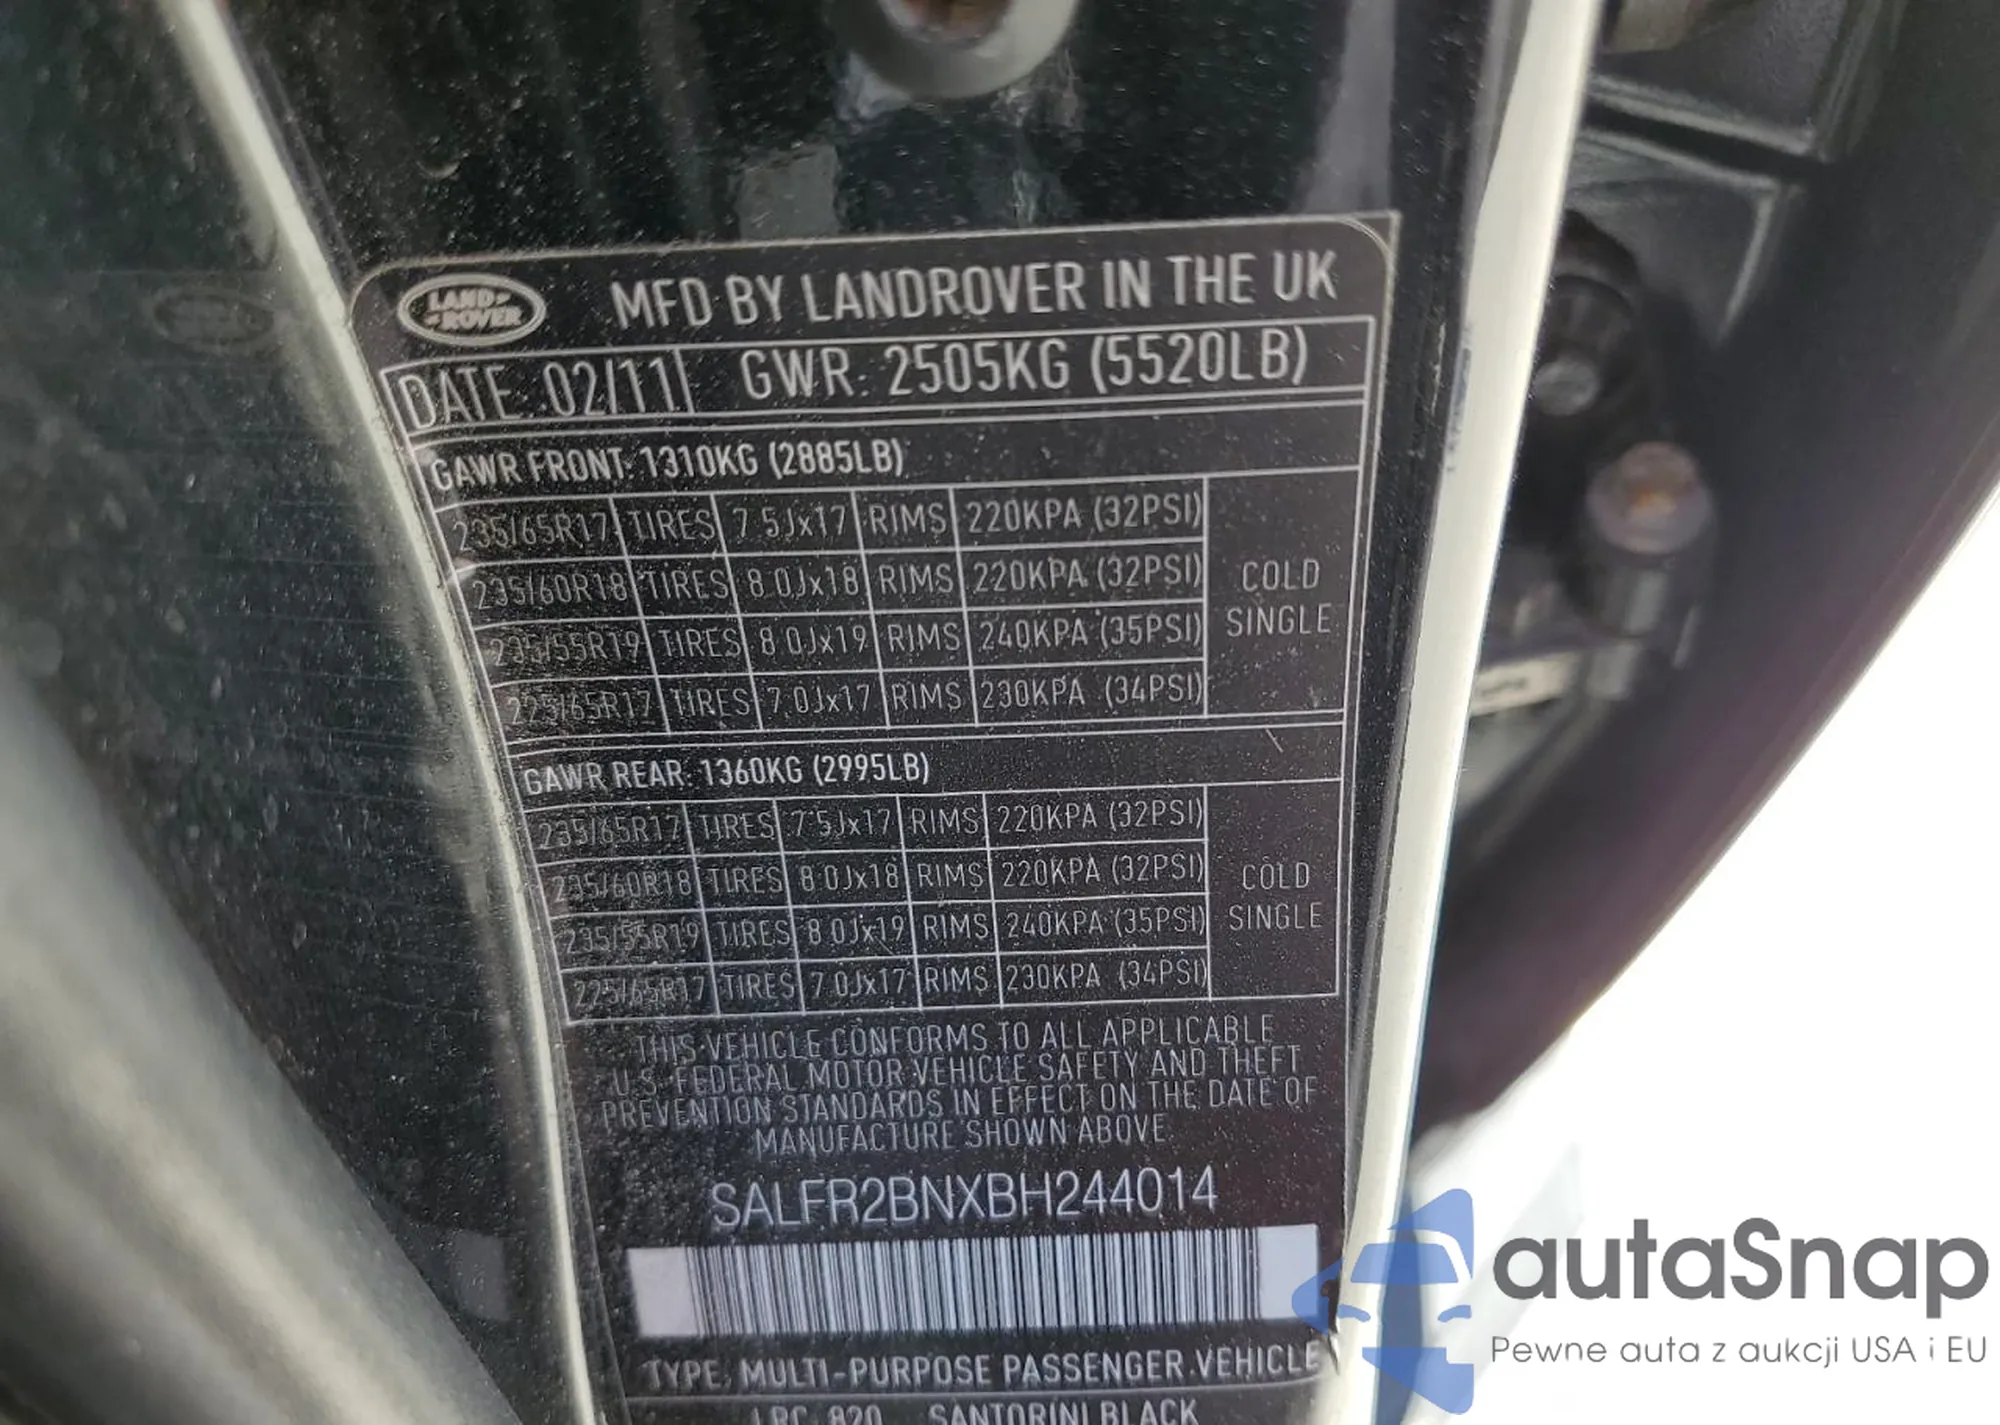 LAND ROVER
MFD BY LANDROVER IN THE UK
DATE: 02/11 GWR: 2505KG (5520LB)
GAWR FRONT: 1310KG (2885LB)
235/65R17 TIRES 7.5Jx17 RIMS 220KPA (32PSI)
235/60R18 TIRES 8.0Jx18 RIMS 220KPA (32PSI)
235/55R19 TIRES 8.0Jx19 RIMS 240KPA (35PSI)
225/65R17 TIRES 7.0Jx17 RIMS 230KPA (34PSI)
COLD
SINGLE
GAWR REAR: 1360KG (2995LB)
235/65R17 TIRES 7.5Jx17 RIMS 220KPA (32PSI)
235/60R18 TIRES 8.0Jx18 RIMS 220KPA (32PSI)
235/55R19 TIRES 8.0Jx19 RIMS 240KPA (35PSI)
225/65R17 TIRES 7.0Jx17 RIMS 230KPA (34PSI)
COLD
SINGLE
THIS VEHICLE CONFORMS TO ALL APPLICABLE
U.S. FEDERAL MOTOR VEHICLE SAFETY AND THEFT
PREVENTION STANDARDS IN EFFECT ON THE DATE OF
MANUFACTURE SHOWN ABOVE
SALFR2BNXBH244014
TYPE: MULTI-PURPOSE PASSENGER VEHICLE
LRC 820 SANTORINI BLACK
autaSnap
Pewne auta z aukcji USA i EU